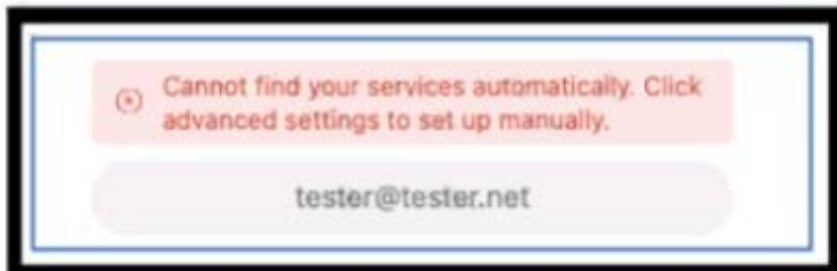 Cannot find your services automatically. Click
advanced settings to set up manually.
tester@tester.net